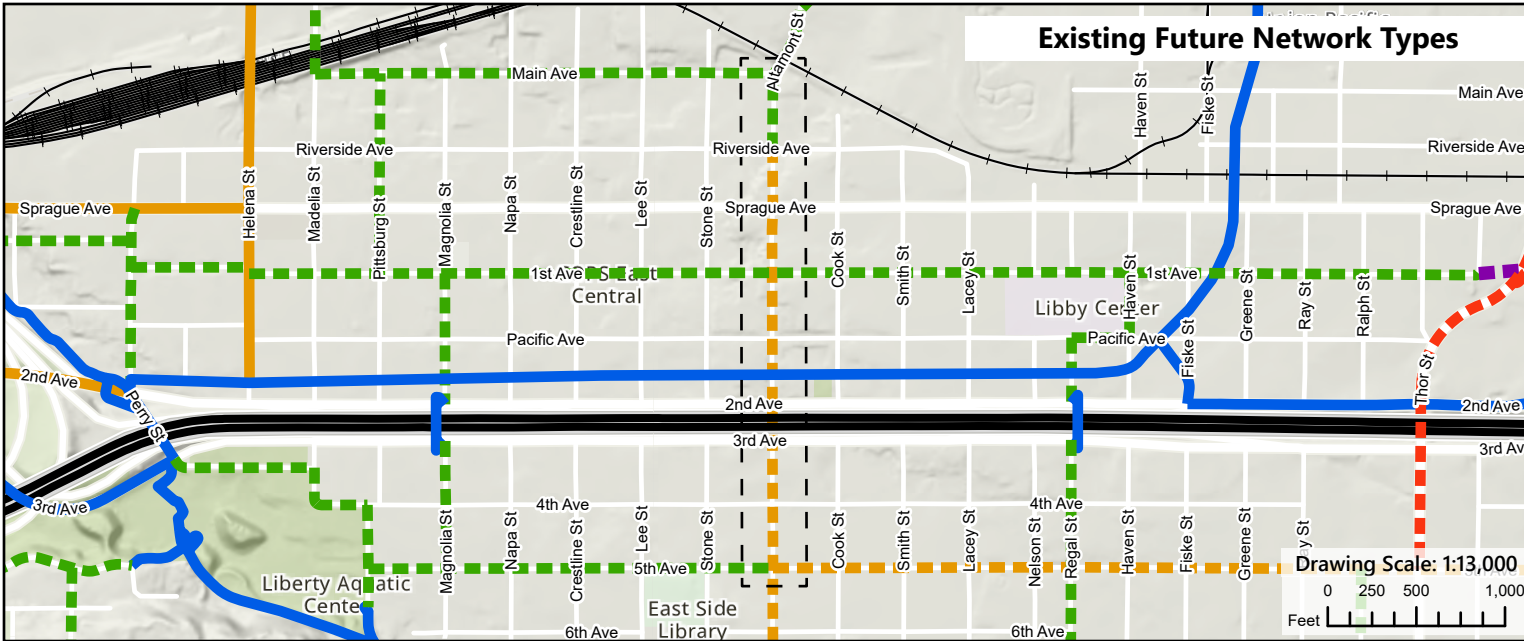 Existing Future Network Types
Altamont St
Main Ave
Main Ave
Haven St
Fiske St
Riverside Ave
Riverside Ave
Riverside Ave
Sprague Ave
Sprague Ave
Sprague Ave
Helena St
Madelia St
Pittsburg St
Magnolia St
Napa St
Crestline St
Lee St
Stone St
Cook St
Smith St
Lacey St
Haven St
Fiske St
Greene St
Ray St
Ralph St
1st Ave
1st Ave
Central
Libby Center
Pacific Ave
Pacific Ave
2nd Ave
2nd Ave
2nd Ave
Perry St
Thor St
3rd Ave
3rd Ave
3rd Av
4th Ave
4th Ave
Magnolia St
Napa St
Crestline St
Lee St
Stone St
Cook St
Smith St
Lacey St
Nelson St
Regal St
Haven St
Fiske St
Greene St
5th Ave
Liberty Aquatic
Center
East Side
Library
6th Ave
6th Ave
Drawing Scale: 1:13,000
0 250 500 1,000
Feet